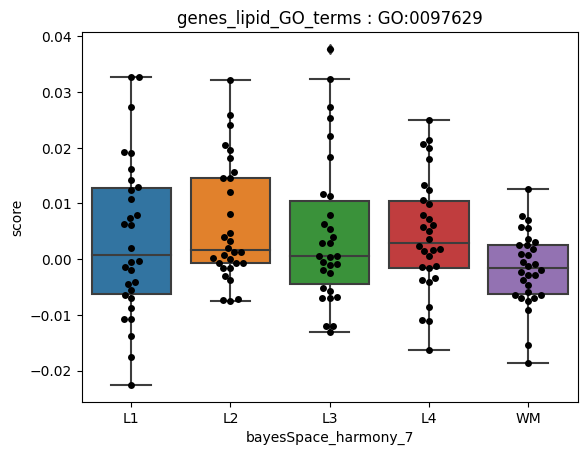 genes_lipid_GO_terms : GO:0097629
0.04
0.03
0.02
0.01
0.00
−0.01
−0.02
score
L1 L2 L3 L4 WM
bayesSpace_harmony_7